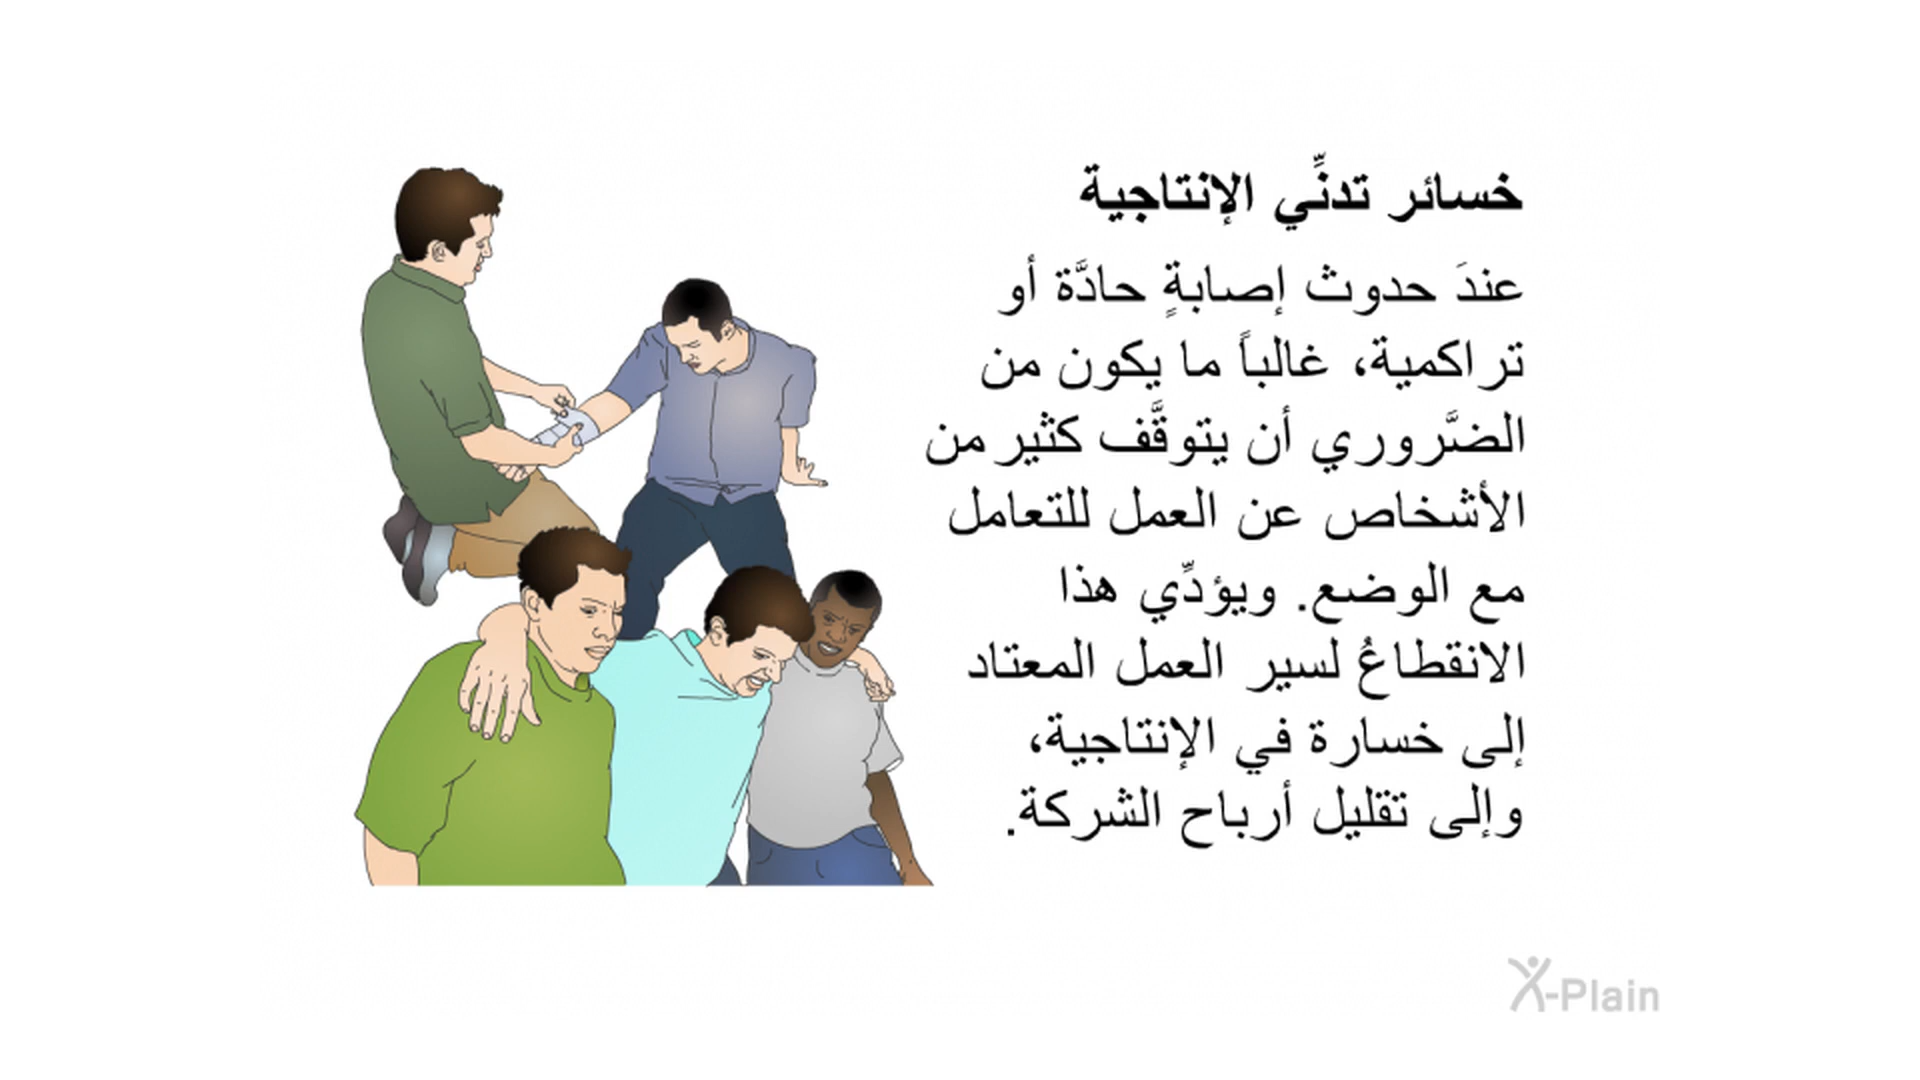 خسائر تدنِّي الإنتاجية
عندَ حدوث إصابةٍ حادَّة أو
تراكمية، غالباً ما يكون من
الضَّروري أن يتوقَّف كثير من
الأشخاص عن العمل للتعامل
مع الوضع. ويؤدِّي هذا
الانقطاعُ لسير العمل المعتاد
إلى خسارة في الإنتاجية،
وإلى تقليل أرباح الشركة.
X-Plain